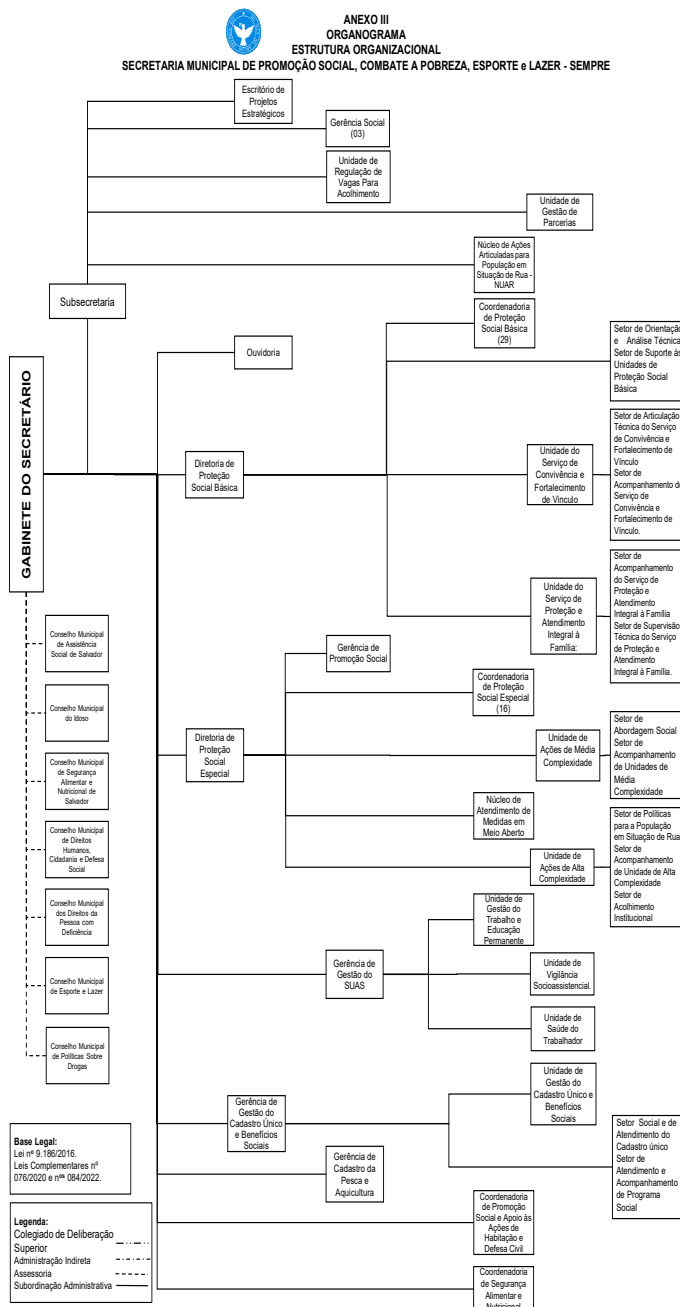 ANEXO III
ORGANOGRAMA
ESTRUTURA ORGANIZACIONAL
SECRETARIA MUNICIPAL DE PROMOÇÃO SOCIAL, COMBATE A POBREZA, ESPORTE e LAZER - SEMPRE
Escritório de
Projetos
Estratégicos
Gerência Social
(03)
Unidade de
Regulação de
Vagas Para
Acolhimento
Unidade de
Gestão de
Parcerias
Núcleo de Ações
Articuladas para
População em
Situação de Rua -
NUAR
Subsecretaria
Coordenadoria
de Proteção
Social Básica
(29)
Ouvidoria
Setor de Orientação
e Análise Técnica
Setor de Suporte às
Unidades de
Proteção Social
Básica
GABINETE DO SECRETÁRIO
Diretoria de
Proteção
Social Básica
Unidade do
Serviço de
Convivência e
Fortalecimento
de Vinculo
Setor de Articulação
Técnica do Serviço
de Convivência e
Fortalecimento de
Vínculo
Setor de
Acompanhamento do
Serviço de
Convivência e
Fortalecimento de
Vínculo.
Unidade do
Serviço de
Proteção e
Atendimento
Integral à
Família:
Setor de
Acompanhamento
do Serviço de
Proteção e
Atendimento
Integral à Família
Setor de Supervisão
Técnica do Serviço
de Proteção e
Atendimento
Integral à Família.
Conselho Municipal
de Assistência
Social de Salvador
Conselho Municipal
do Idoso
Conselho Municipal
de Segurança
Alimentar e
Nutricional de
Salvador
Conselho Municipal
de Direitos
Humanos,
Cidadania e Defesa
Social
Conselho Municipal
dos Direitos da
Pessoa com
Deficiência
Conselho Municipal
de Esporte e Lazer
Conselho Municipal
de Políticas Sobre
Drogas
Gerência de
Promoção Social
Coordenadoria
de Proteção
Social Especial
(16)
Diretoria de
Proteção
Social
Especial
Unidade de
Ações de Média
Complexidade
Setor de
Abordagem Social
Setor de
Acompanhamento
de Unidades de
Média
Complexidade
Núcleo de
Atendimento de
Medidas em
Meio Aberto
Unidade de
Ações de Alta
Complexidade
Setor de Políticas
para a População
em Situação de Rua
Setor de
Acompanhamento
de Unidade de Alta
Complexidade
Setor de
Acolhimento
Institucional
Gerência de
Gestão do
SUAS
Unidade de
Gestão do
Trabalho e
Educação
Permanente
Unidade de
Vigilância
Socioassistencial.
Unidade de
Saúde do
Trabalhador
Gerência de
Gestão do
Cadastro Único
e Benefícios
Sociais
Unidade de
Gestão do
Cadastro Único e
Benefícios
Sociais
Setor Social e de
Atendimento do
Cadastro único
Setor de
Atendimento e
Acompanhamento
de Programa
Social
Gerência de
Cadastro da
Pesca e
Aquicultura
Coordenadoria
de Promoção
Social e Apoio às
Ações de
Habitação e
Defesa Civil
Coordenadoria
de Segurança
Alimentar e
Nutricional
Base Legal:
Lei nº 9.186/2016.
Leis Complementares nº
076/2020 e nºª 084/2022.
Legenda:
Colegiado de Deliberação
Superior
Administração Indireta
Assessoria
Subordinação Administrativa